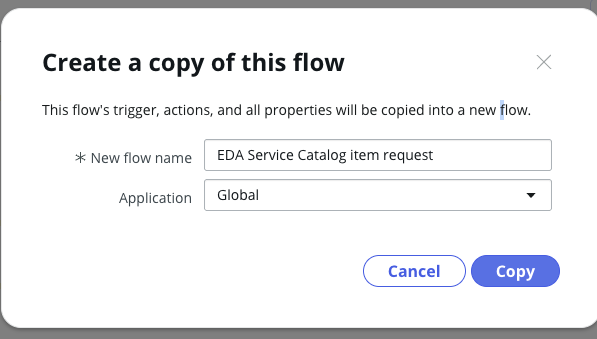 Create a copy of this flow
This flow's trigger, actions, and all properties will be copied into a new flow.
* New flow name EDA Service Catalog item request
Application Global
Cancel Copy